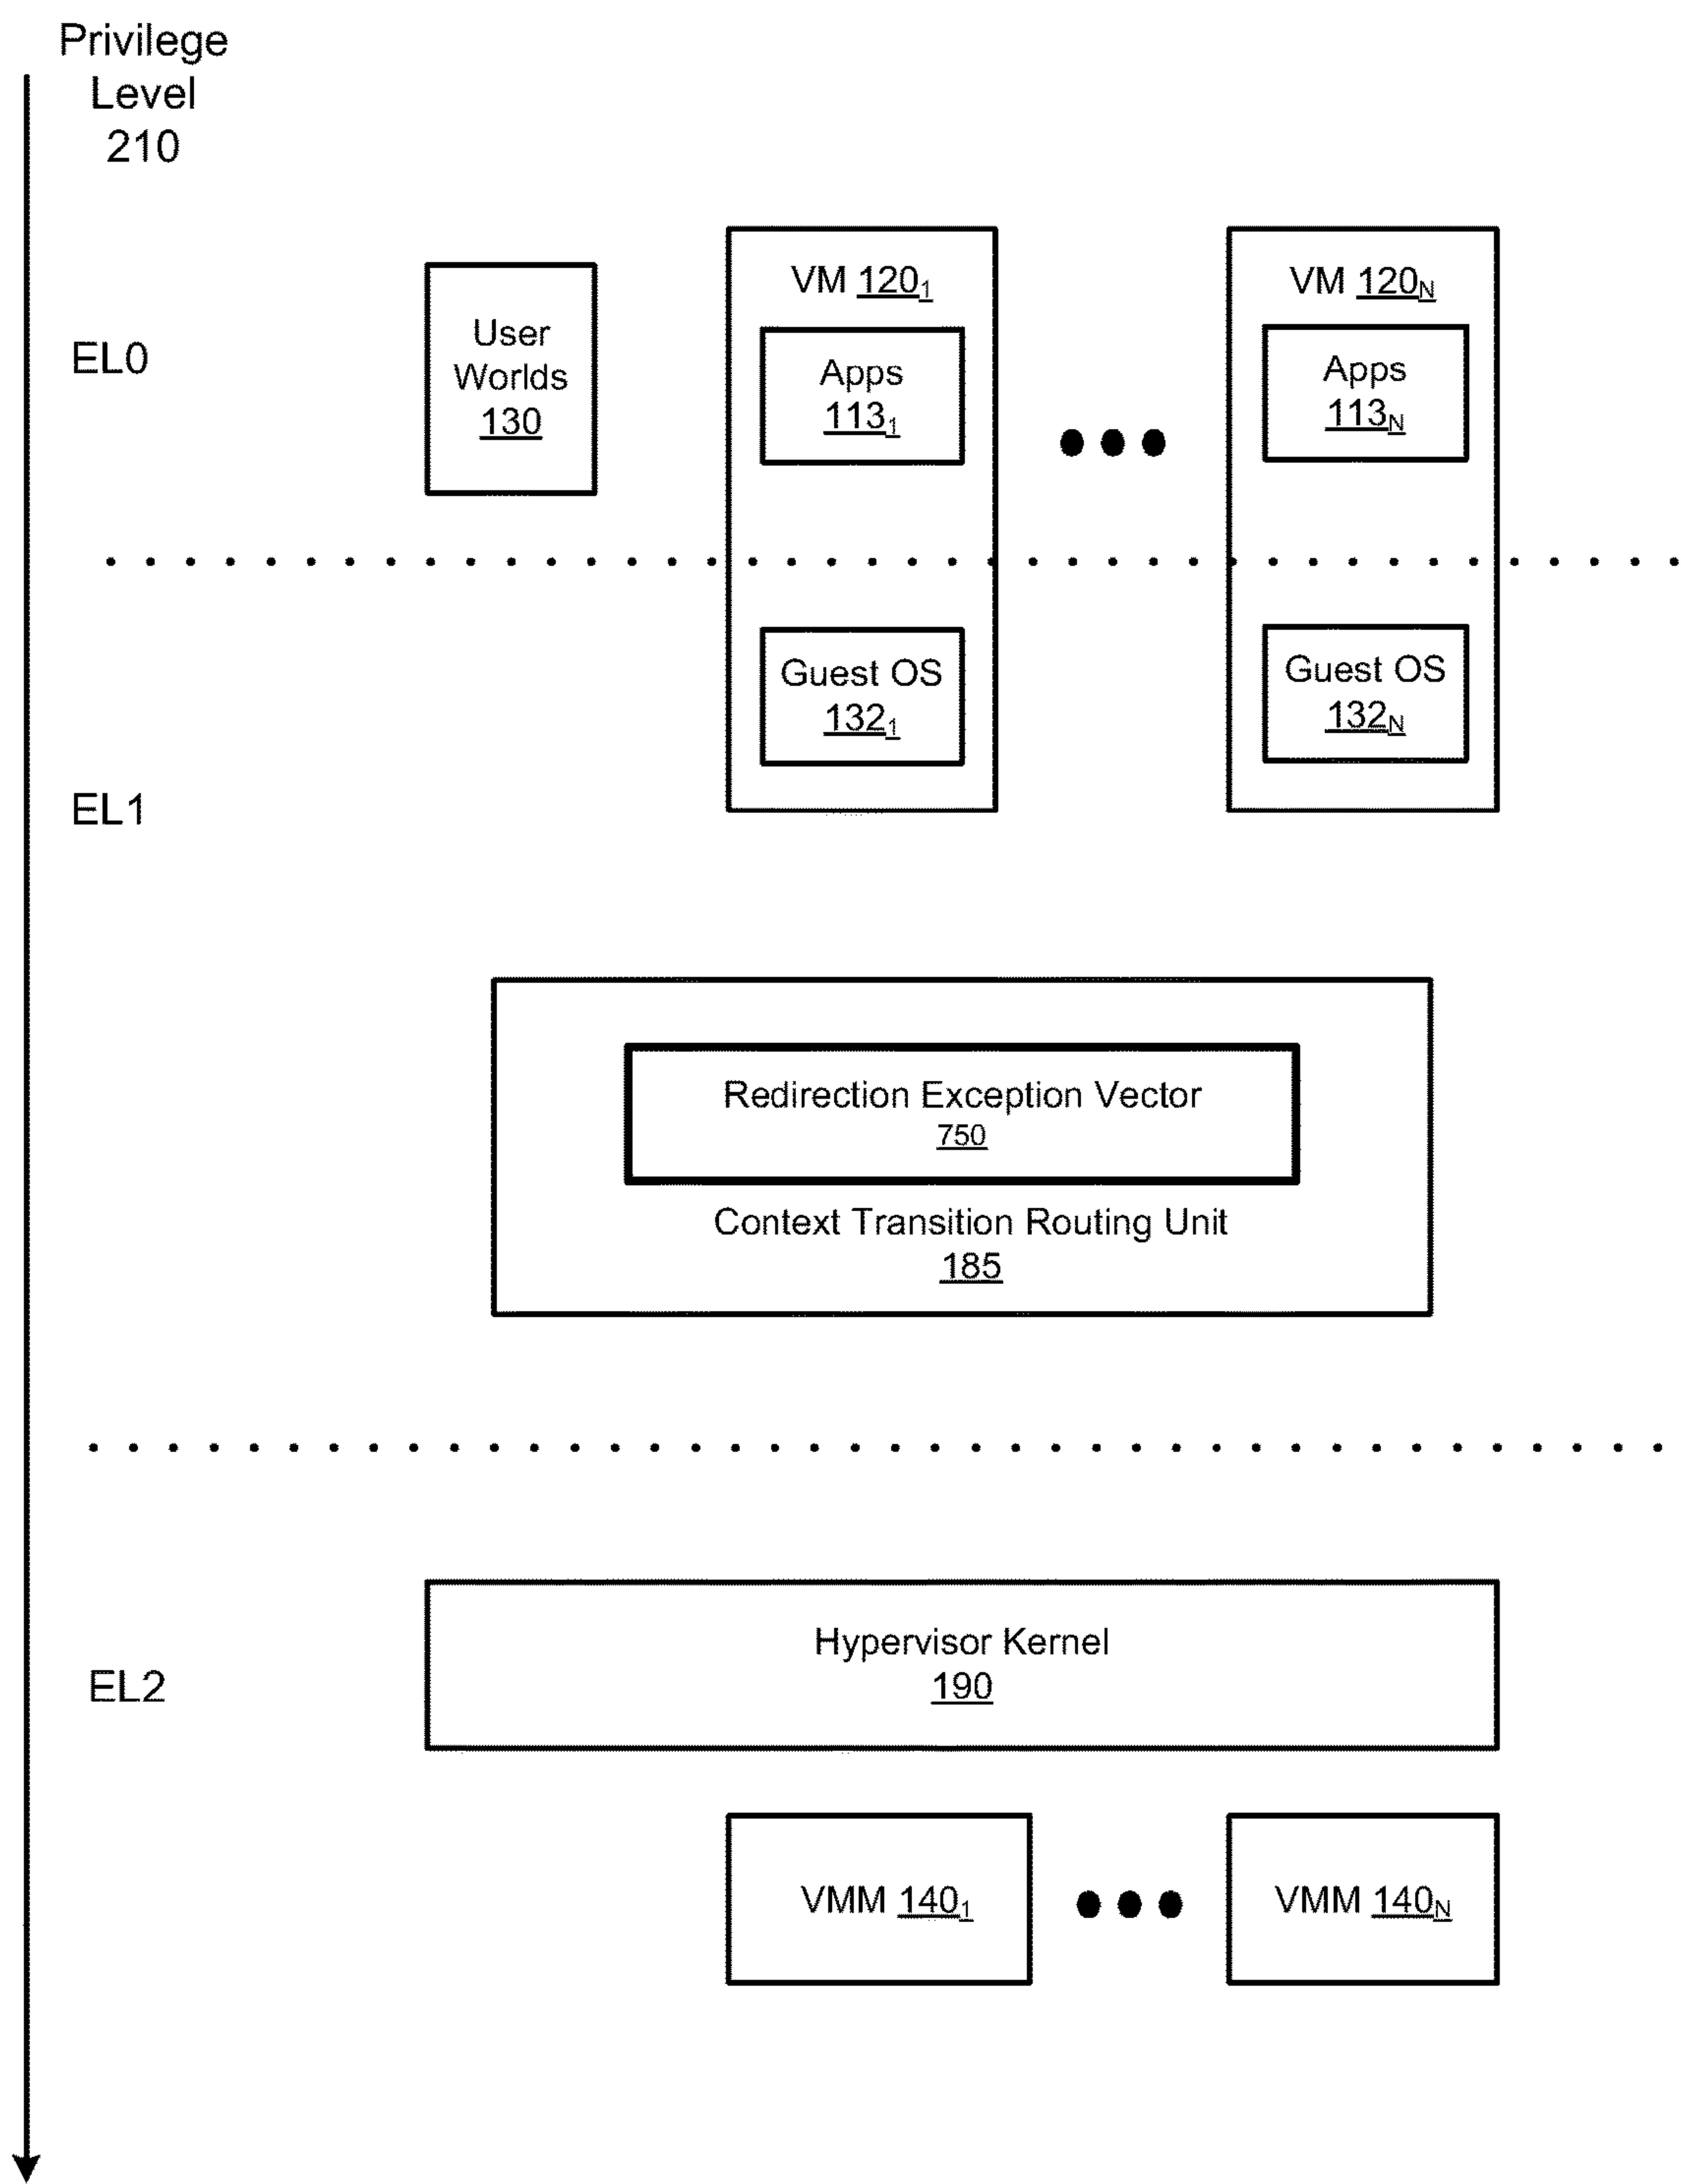 Privilege
Level
210
EL0
User
Worlds
130
VM 120₁
Apps
113₁
VM 120N
Apps
113N
EL1
Guest OS
132₁
Guest OS
132N
Redirection Exception Vector
750
Context Transition Routing Unit
185
EL2
Hypervisor Kernel
190
VMM 140₁
VMM 140N